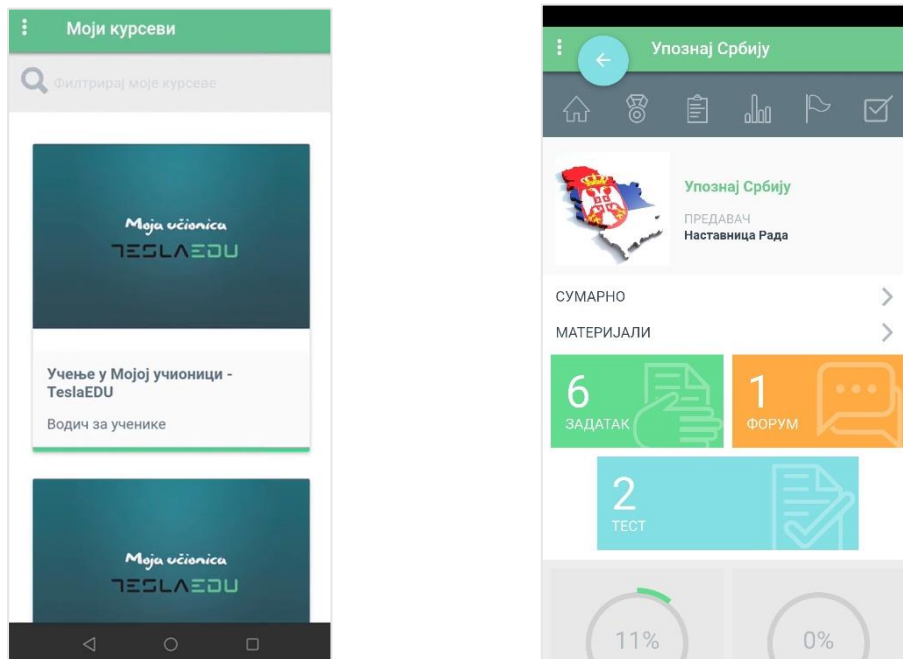 Моји курсеви
Филтрирај моје курсеве
Moja učionica
TESLAEDU
Учење у Мојој учионици -
TeslaEDU
Водич за ученике
Moja učionica
TESLAEDU
Упознај Србију
Упознај Србију
ПРЕДАВАЧ
Наставница Рада
СУМАРНО
МАТЕРИЈАЛИ
6
ЗАДАТАК
1
ФОРУМ
2
ТЕСТ
11%
0%